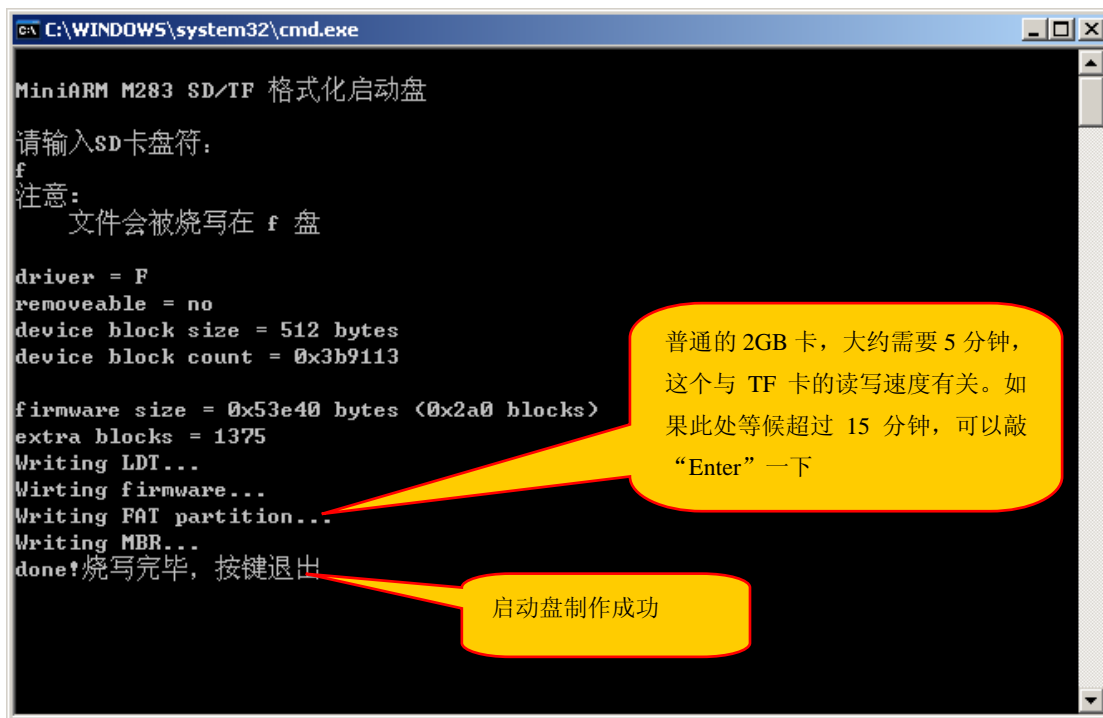 C:\WINDOWS\system32\cmd.exe
MiniARM M283 SD/TF 格式化启动盘
请输入SD卡盘符:
f
注意:
文件会被烧写在 f 盘
driver = F
removeable = no
device block size = 512 bytes
device block count = 0x3b9113
firmware size = 0x53e40 bytes (0x2a0 blocks)
extra blocks = 1375
Writing LDT...
Wirting firmware...
Writing FAT partition...
Writing MBR...
done!烧写完毕, 按键退出
普通的 2GB 卡，大约需要 5 分钟，
这个与 TF 卡的读写速度有关。如
果此处等候超过 15 分钟，可以敲
“Enter”一下
启动盘制作成功